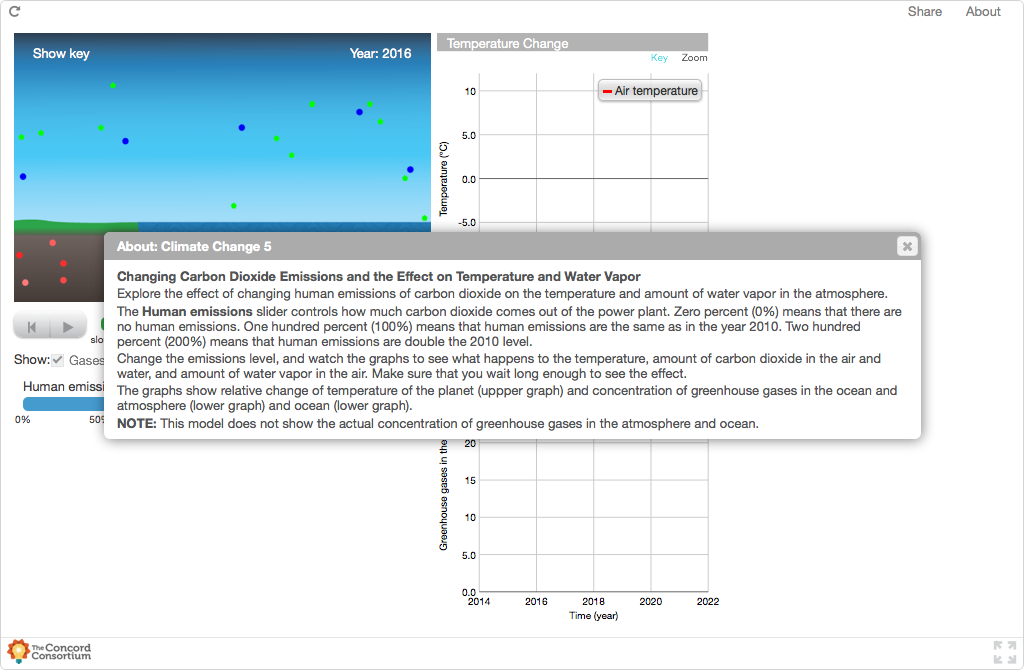 Share About
Show key Year: 2016
Temperature Change
Key Zoom
Air temperature
10
5.0
0.0
-5.0
Temperature (°C)
About: Climate Change 5
Changing Carbon Dioxide Emissions and the Effect on Temperature and Water Vapor
Explore the effect of changing human emissions of carbon dioxide on the temperature and amount of water vapor in the atmosphere.
The Human emissions slider controls how much carbon dioxide comes out of the power plant. Zero percent (0%) means that there are
no human emissions. One hundred percent (100%) means that human emissions are the same as in the year 2010. Two hundred
percent (200%) means that human emissions are double the 2010 level.
Change the emissions level, and watch the graphs to see what happens to the temperature, amount of carbon dioxide in the air and
water, and amount of water vapor in the air. Make sure that you wait long enough to see the effect.
The graphs show relative change of temperature of the planet (uppper graph) and concentration of greenhouse gases in the ocean and
atmosphere (lower graph) and ocean (lower graph).
NOTE: This model does not show the actual concentration of greenhouse gases in the atmosphere and ocean.
slo
Show: Gases
Human emissi
0% 50%
Greenhouse gases in the
20
15
10
5.0
0.0
2014 2016 2018 2020 2022
Time (year)
The Concord
Consortium